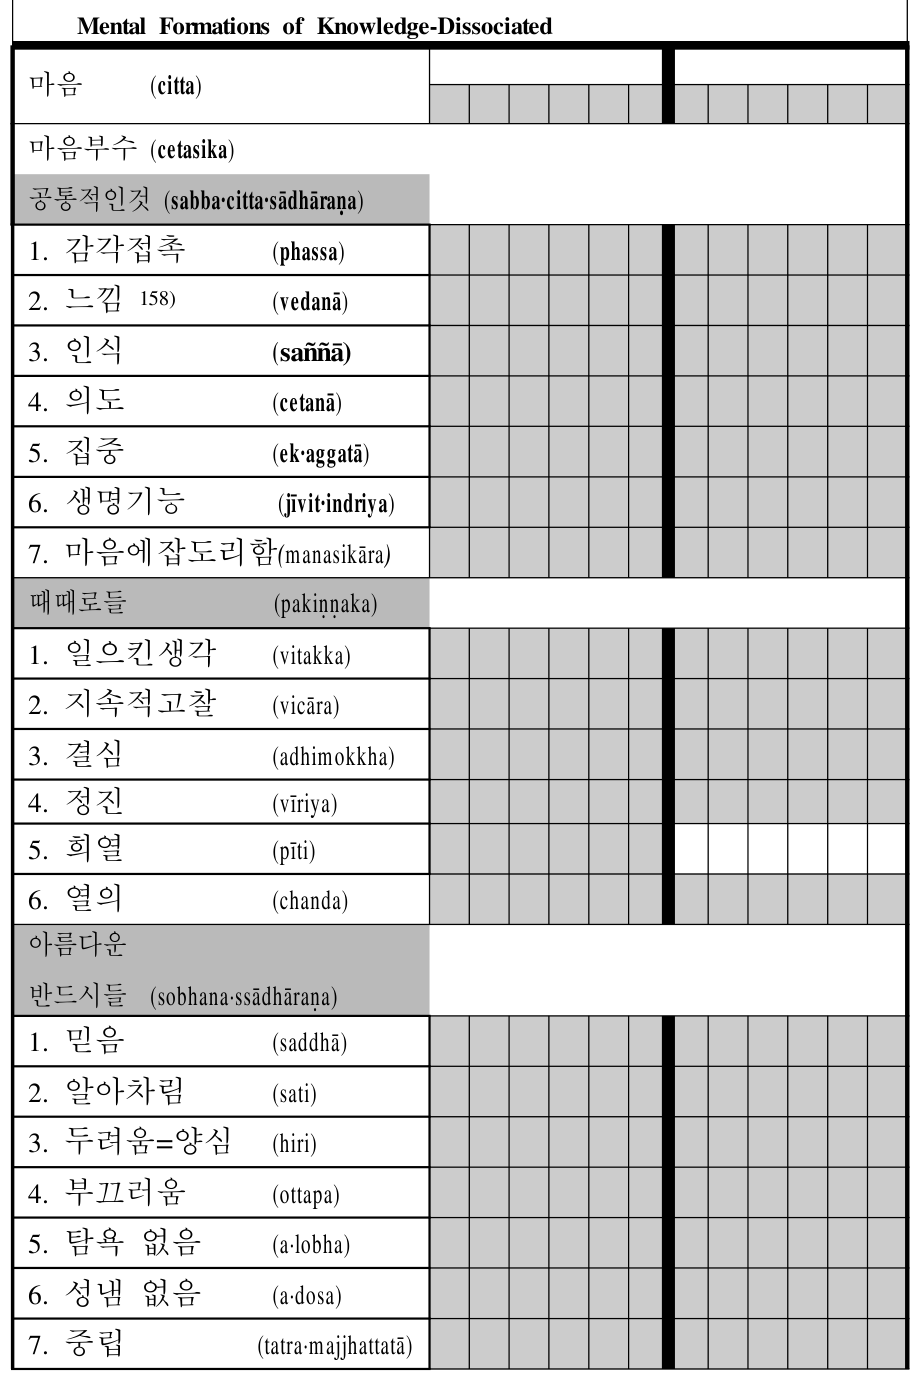 Mental Formations of Knowledge-Dissociated
마음 (citta)
마음부수 (cetasika)
공통적인것 (sabba·citta·sādhāraṇa)
1. 감각접촉 (phassa)
2. 느낌 158) (vedanā)
3. 인식 (saññā)
4. 의도 (cetanā)
5. 집중 (ek·aggatā)
6. 생명기능 (jīvit·indriya)
7. 마음에잡도리함(manasikāra)
때때로들 (pakiṇṇaka)
1. 일으킨생각 (vitakka)
2. 지속적고찰 (vicāra)
3. 결심 (adhimokkha)
4. 정진 (vīriya)
5. 희열 (pīti)
6. 열의 (chanda)
아름다운
반드시들 (sobhana·ssādhāraṇa)
1. 믿음 (saddhā)
2. 알아차림 (sati)
3. 두려움=양심 (hiri)
4. 부끄러움 (ottapa)
5. 탐욕 없음 (a·lobha)
6. 성냄 없음 (a·dosa)
7. 중립 (tatra·majjhattatā)